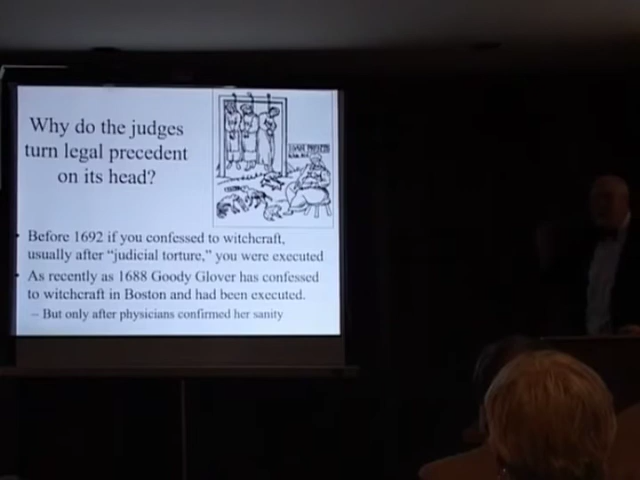 Why do the judges
turn legal precedent
on its head?
• Before 1692 if you confessed to witchcraft,
usually after "judicial torture," you were executed
• As recently as 1688 Goody Glover has confessed
to witchcraft in Boston and had been executed.
– But only after physicians confirmed her sanity